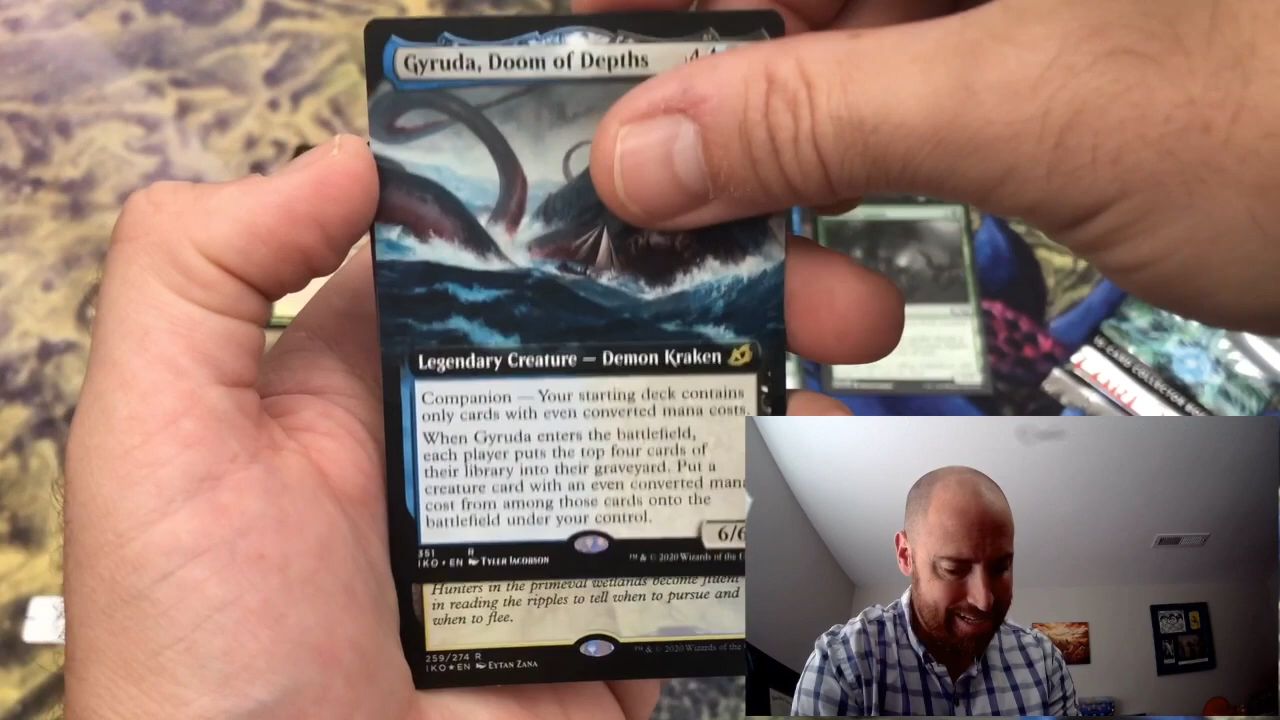 Gyruda, Doom of Depths
Legendary Creature — Demon Kraken
Companion — Your starting deck contains
only cards with even converted mana costs.
When Gyruda enters the battlefield,
each player puts the top four cards of
their library into their graveyard. Put a
creature card with an even converted mana
cost from among those cards onto the
battlefield under your control.
6/6
351 R
IKO • EN Tyler Jacobson
™ & © 2020 Wizards of the
Hunters in the primeval wetlands become fluent
in reading the ripples to tell when to pursue and
when to flee.
259/274 R
IKO★EN Eytan Zana
™ & © 2020 Wizards of the
CARD COLLECTOR